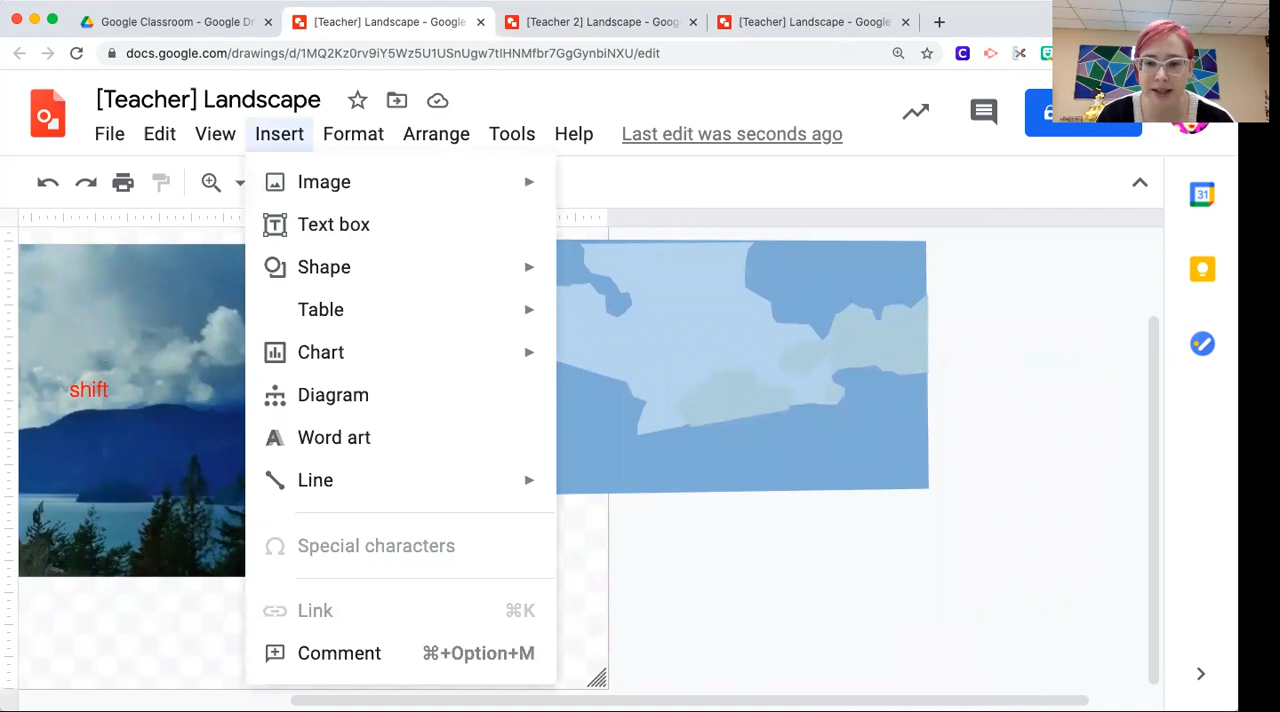 Google Classroom - Google Dr
[Teacher] Landscape - Google
[Teacher 2] Landscape - Goog
[Teacher] Landscape - Google
docs.google.com/drawings/d/1MQ2Kz0rv9iY5Wz5U1USnUgw7tIHNMfbr7GgGynbiNXU/edit
[Teacher] Landscape
File Edit View Insert Format Arrange Tools Help Last edit was seconds ago
Image
Text box
Shape
Table
Chart
Diagram
Word art
Line
Special characters
Link ⌘K
Comment ⌘+Option+M
shift
31